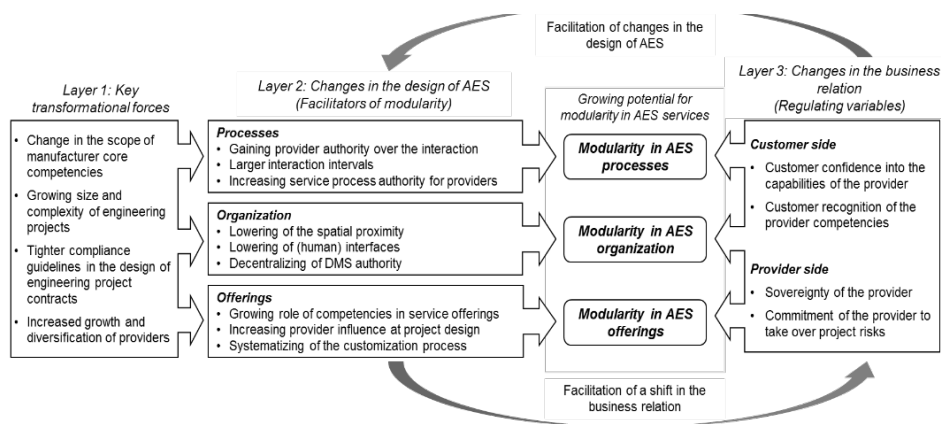 Facilitation of changes in the
design of AES
Layer 1: Key
transformational forces
• Change in the scope of
manufacturer core
competencies
• Growing size and
complexity of engineering
projects
• Tighter compliance
guidelines in the design of
engineering project
contracts
• Increased growth and
diversification of providers
Layer 2: Changes in the design of AES
(Facilitators of modularity)
Processes
• Gaining provider authority over the interaction
• Larger interaction intervals
• Increasing service process authority for providers
Organization
• Lowering of the spatial proximity
• Lowering of (human) interfaces
• Decentralizing of DMS authority
Offerings
• Growing role of competencies in service offerings
• Increasing provider influence at project design
• Systematizing of the customization process
Growing potential for
modularity in AES services
Modularity in AES
processes
Modularity in AES
organization
Modularity in AES
offerings
Layer 3: Changes in the business
relation
(Regulating variables)
Customer side
• Customer confidence into the
capabilities of the provider
• Customer recognition of the
provider competencies
Provider side
• Sovereignty of the provider
• Commitment of the provider to
take over project risks
Facilitation of a shift in the
business relation